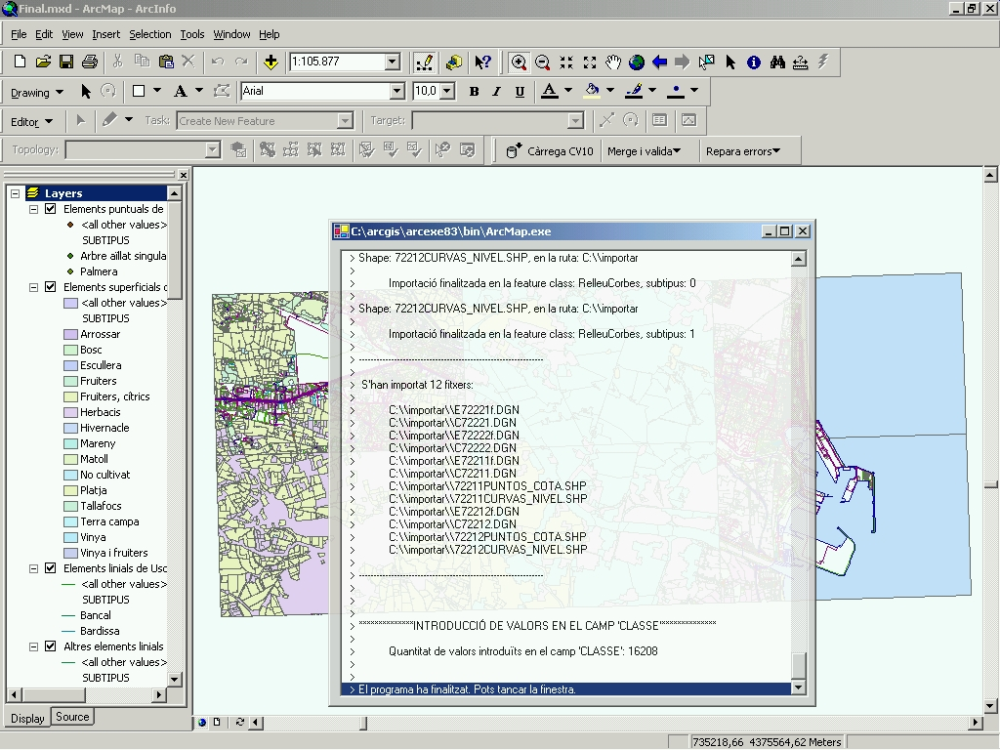 Final.mxd - ArcMap - ArcInfo
File Edit View Insert Selection Tools Window Help
1:105.877
Drawing A Arial 10,0 B I U A
Editor Task: Create New Feature Target:
Topology: Càrrega CV10 Merge i valida Repara errors
Layers
Elements puntuals de
<all other values>
SUBTIPUS
Arbre aïllat singula
Palmera
Elements superficials d
<all other values>
SUBTIPUS
Arrossar
Bosc
Escullera
Fruiters
Fruiters, cítrics
Herbacis
Hivernacle
Mareny
Matoll
No cultivat
Platja
Tallafocs
Terra campa
Vinya
Vinya i fruiters
Elements linials de Usc
<all other values>
SUBTIPUS
Bancal
Bardissa
Altres elements linials
<all other values>
SUBTIPUS
Display Source
C:\arcgis\arcexe83\bin\ArcMap.exe
> Shape: 72212CURVAS_NIVEL.SHP, en la ruta: C:\\importar
>
> Importació finalitzada en la feature class: RelleuCorbes, subtipus: 0
>
> Shape: 72212CURVAS_NIVEL.SHP, en la ruta: C:\\importar
>
> Importació finalitzada en la feature class: RelleuCorbes, subtipus: 1
>
> ------------------------------------------------------
>
> S'han importat 12 fitxers:
>
> C:\\importar\\E72221f.DGN
> C:\\importar\\C72221.DGN
> C:\\importar\\E72222f.DGN
> C:\\importar\\C72222.DGN
> C:\\importar\\E72211f.DGN
> C:\\importar\\C72211.DGN
> C:\\importar\\72211PUNTOS_COTA.SHP
> C:\\importar\\72211CURVAS_NIVEL.SHP
> C:\\importar\\E72212f.DGN
> C:\\importar\\C72212.DGN
> C:\\importar\\72212PUNTOS_COTA.SHP
> C:\\importar\\72212CURVAS_NIVEL.SHP
>
> ------------------------------------------------------
>
>
>
> **************INTRODUCCIÓ DE VALORS EN EL CAMP 'CLASSE'**************
>
> Quantitat de valors introduïts en el camp 'CLASSE': 16208
>
>
> El programa ha finalitzat. Pots tancar la finestra.
735218,66 4375564,62 Meters